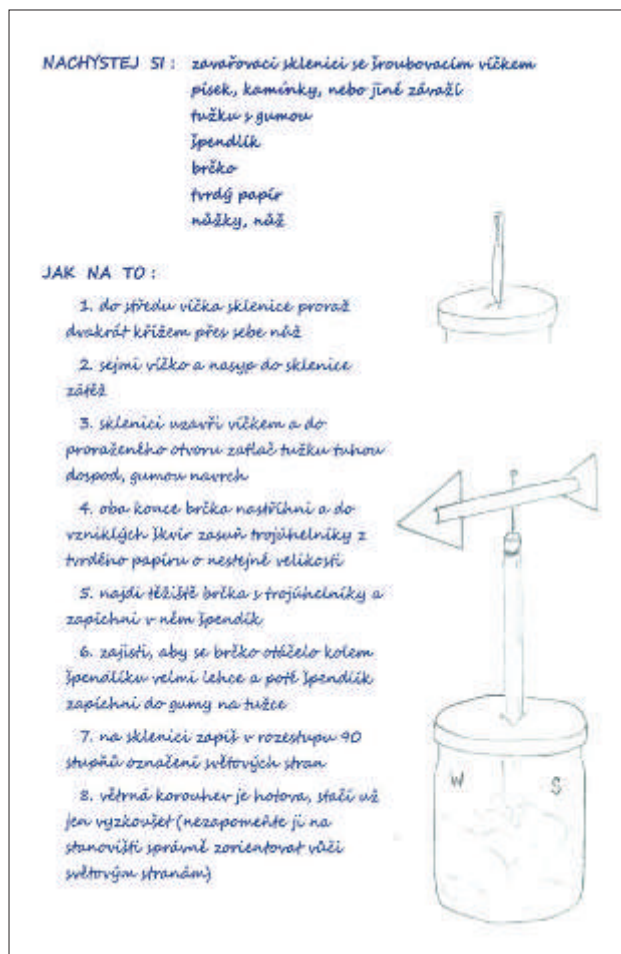 NACHYSTEJ SI: zavařovací sklenici se šroubovacím víčkem
písek, kamínky, nebo jiné závaží
tužku s gumou
špendlík
brčko
tvrdý papír
nůžky, nůž
JAK NA TO:
1. do středu víčka sklenice proraž
dvakrát křížem přes sebe nůž
2. sejmi víčko a nasyp do sklenice
zátěž
3. sklenici uzavři víčkem a do
proraženého otvoru zatlač tužku tuhou
dospod, gumou navrch
4. oba konce brčka nastřihni a do
vzniklých škvír zasuň trojúhelníky z
tvrdého papíru o nestejné velikosti
5. najdi těžiště brčka s trojúhelníky a
zapíchni v něm špendík
6. zajisti, aby se brčko otáčelo kolem
špendlíku velmi lehce a poté špendlík
zapíchni do gumy na tužce
7. na sklenici zapiš v rozestupu 90
stupňů označení světových stran
8. větrná korouhev je hotova, stačí už
jen vyzkoušet (nezapomeňte ji na
stanovišti správně zorientovat vůči
světovým stranám)
W S